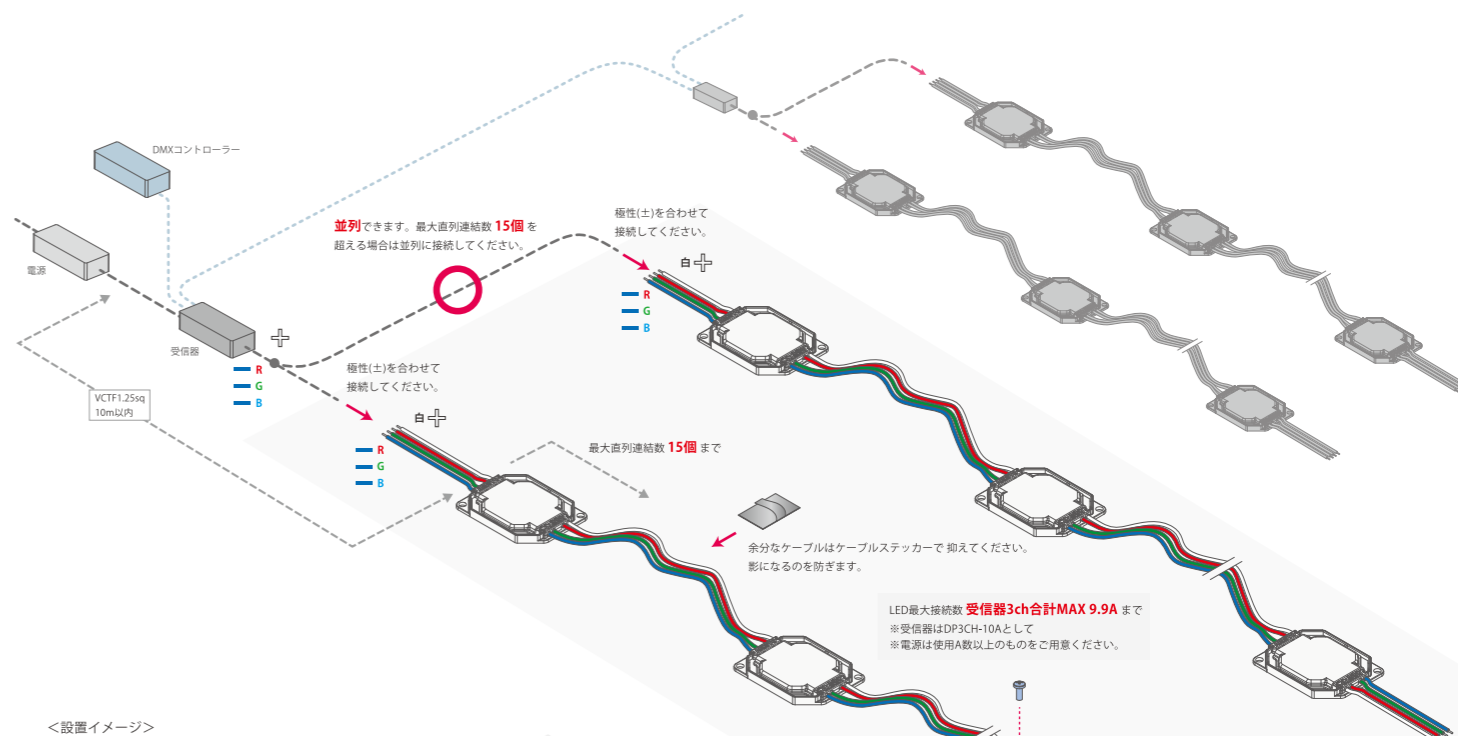 DMXコントローラー
電源
受信器
R
G
B
VCTF1.25sq
10m以内
並列できます。最大直列連結数 15個 を
超える場合は並列に接続してください。
極性(±)を合わせて
接続してください。
白
R
G
B
極性(±)を合わせて
接続してください。
白
R
G
B
最大直列連結数 15個 まで
余分なケーブルはケーブルステッカーで 抑えてください。
影になるのを防ぎます。
LED最大接続数 受信器3ch合計MAX 9.9A まで
※受信器はDP3CH-10Aとして
※電源は使用A数以上のものをご用意ください。
＜設置イメージ＞